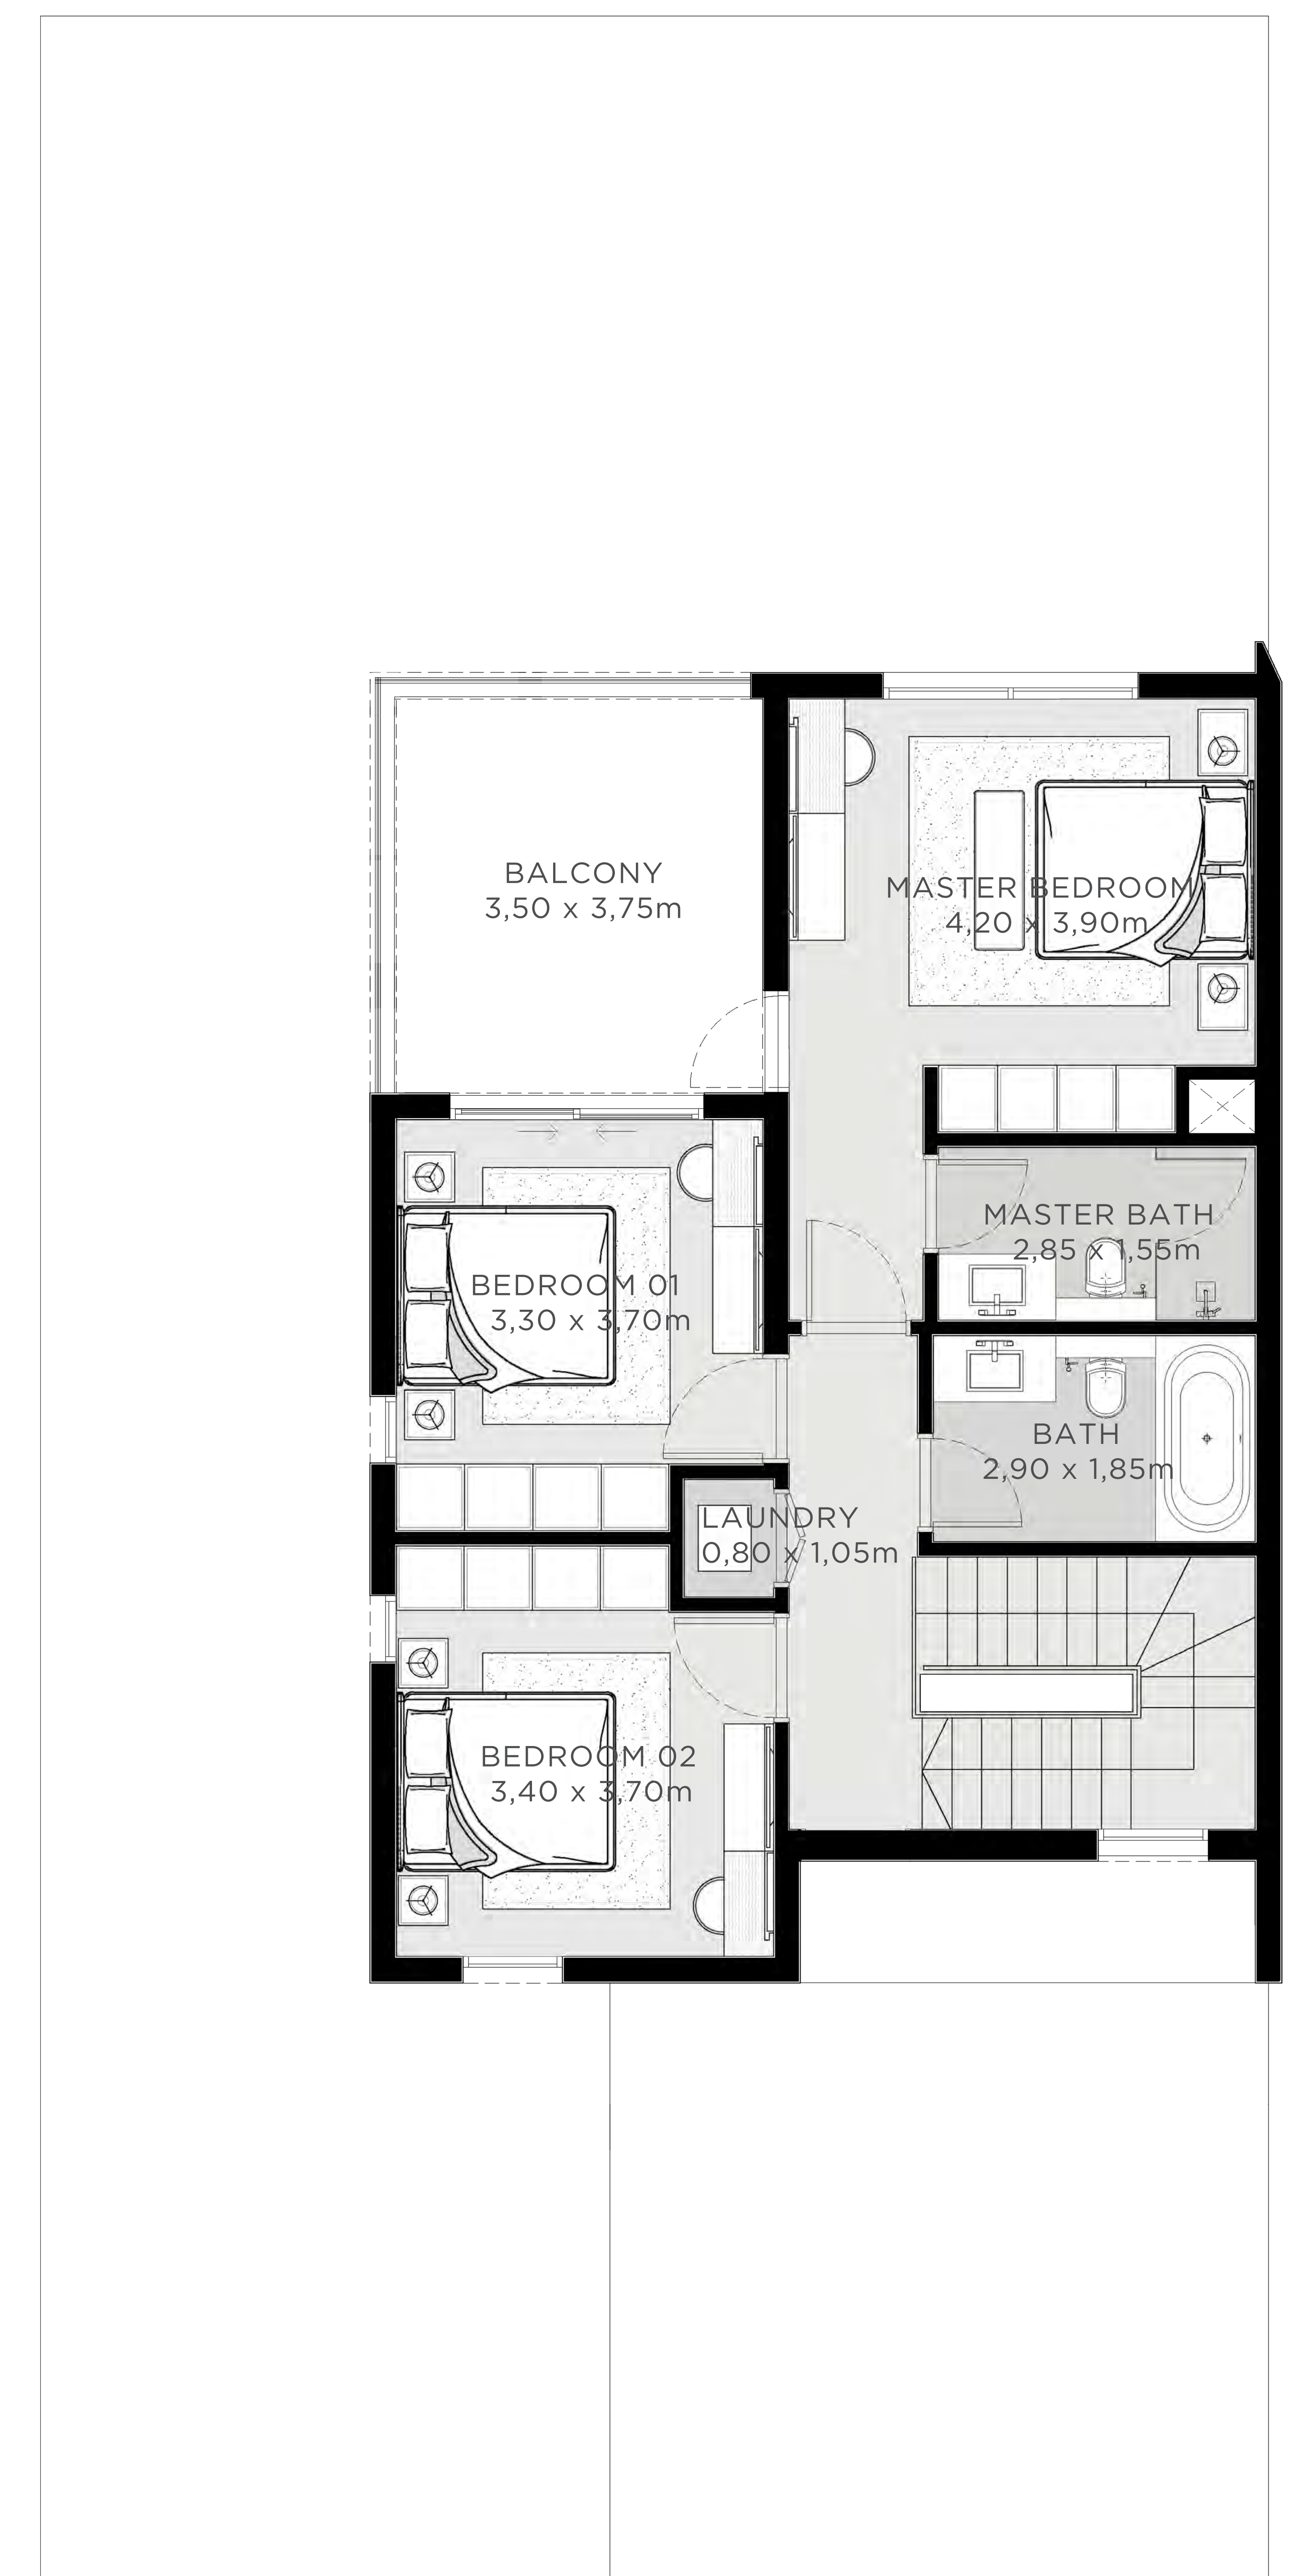 BALCONY
3,50 x 3,75m
MASTER BEDROOM
4,20 x 3,90m
MASTER BATH
2,85 x 1,55m
BEDROOM 01
3,30 x 3,70m
BATH
2,90 x 1,85m
LAUNDRY
0,80 x 1,05m
BEDROOM 02
3,40 x 3,70m